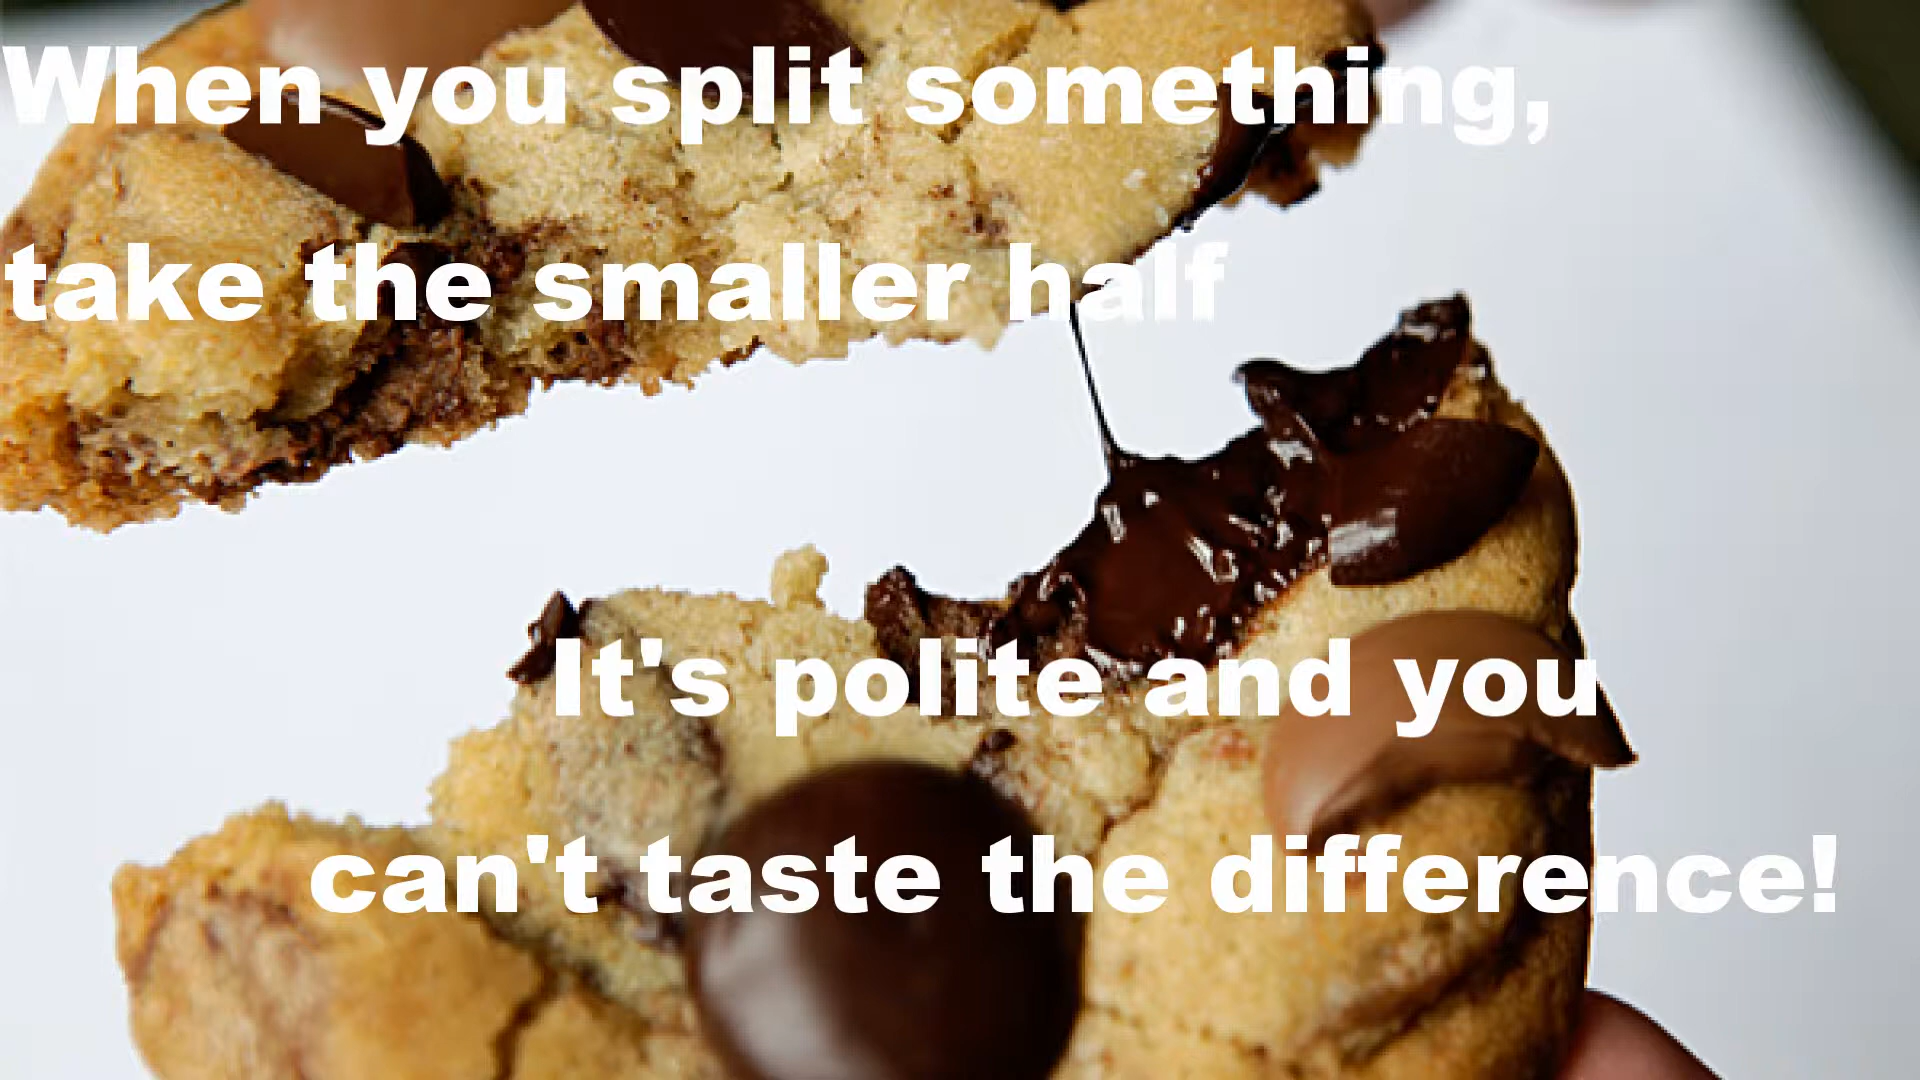 When you split something,
take the smaller half
It's polite and you
can't taste the difference!